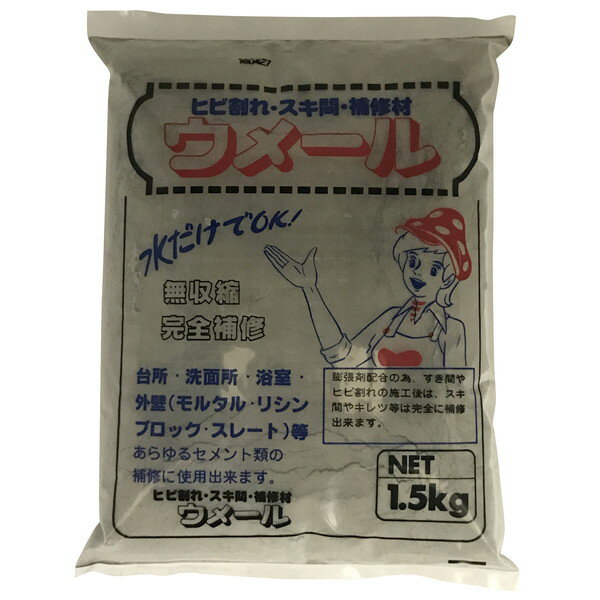 ヒビ割れ・スキ間・補修材
ウメール
水だけでOK!
無収縮
完全補修
台所・洗面所・浴室・
外壁(モルタル・リシン
ブロック・スレート)等
あらゆるセメント類の
補修に使用出来ます。
膨張剤配合の為、すき間や
ヒビ割れの施工後は、スキ
間やキレツ等は完全に補修
出来ます。
ヒビ割れ・スキ間・補修材
ウメール
NET
1.5kg